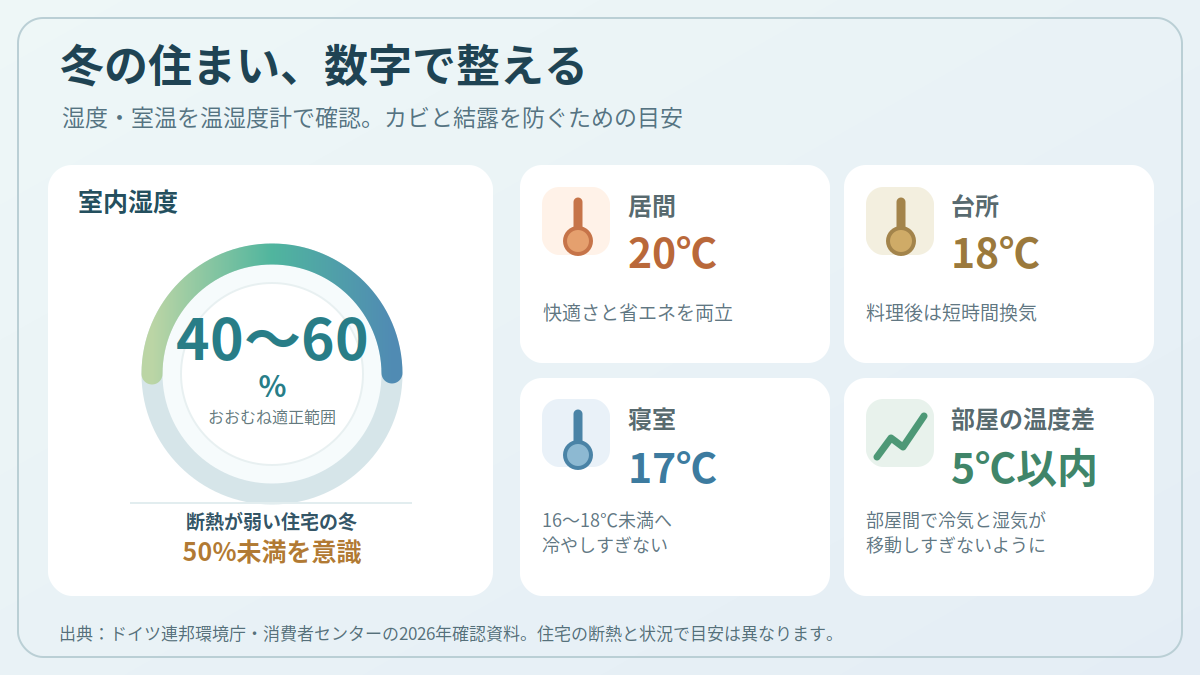 冬の住まい、数字で整える
湿度・室温を温湿度計で確認。カビと結露を防ぐための目安
室内湿度
40〜60
%
おおむね適正範囲
断熱が弱い住宅の冬
50%未満を意識
居間
20℃
快適さと省エネを両立
台所
18℃
料理後は短時間換気
寝室
17℃
16〜18℃未満へ
冷やしすぎない
部屋の温度差
5℃以内
部屋間で冷気と湿気が
移動しすぎないように
出典：ドイツ連邦環境庁・消費者センターの2026年確認資料。住宅の断熱と状況で目安は異なります。